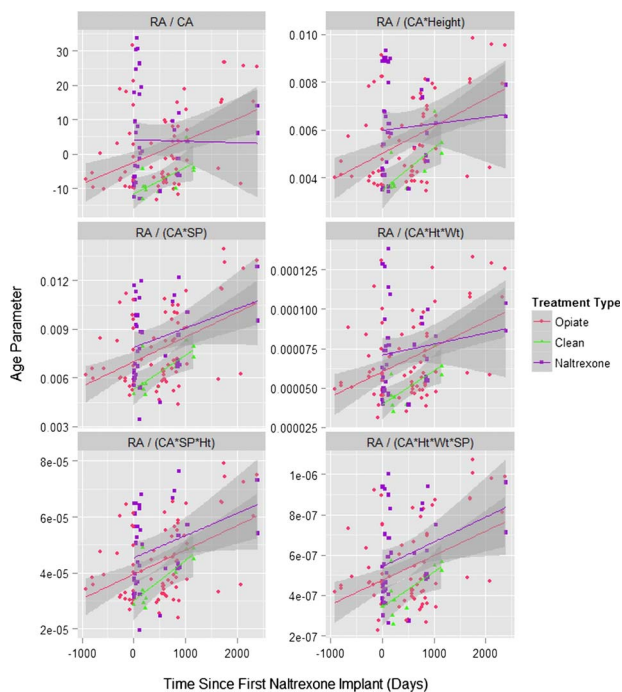 RA / CA
RA / (CA*Height)
30
20
10
0
-10
0.010
0.008
0.006
0.004
RA / (CA*SP)
RA / (CA*Ht*Wt)
0.012
0.009
0.006
0.003
0.000125
0.000100
0.000075
0.000050
0.000025
RA / (CA*SP*Ht)
RA / (CA*Ht*Wt*SP)
8e-05
6e-05
4e-05
2e-05
1e-06
8e-07
6e-07
4e-07
2e-07
-1000 0 1000 2000
-1000 0 1000 2000
Age Parameter
Time Since First Naltrexone Implant (Days)
Treatment Type
Opiate
Clean
Naltrexone